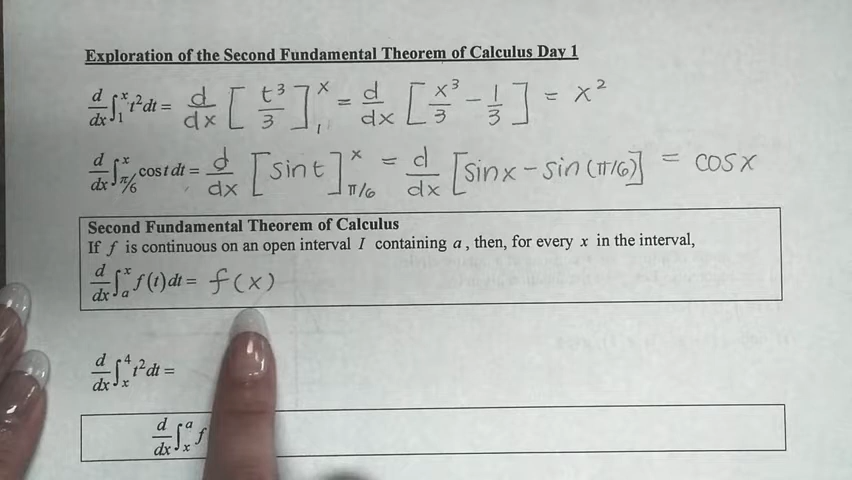 Exploration of the Second Fundamental Theorem of Calculus Day 1
d/dx ∫₁ˣ t² dt = d/dx [t³/3]₁ˣ = d/dx [x³/3 − 1/3] = x²
d/dx ∫_{π/6}^x cos t dt = d/dx [sin t]_{π/6}^x = d/dx [sin x − sin (π/6)] = cos x
Second Fundamental Theorem of Calculus
If f is continuous on an open interval I containing a, then, for every x in the interval,
d/dx ∫_a^x f(t) dt = f(x)
d/dx ∫_x^4 t² dt =
d/dx ∫_x^a f